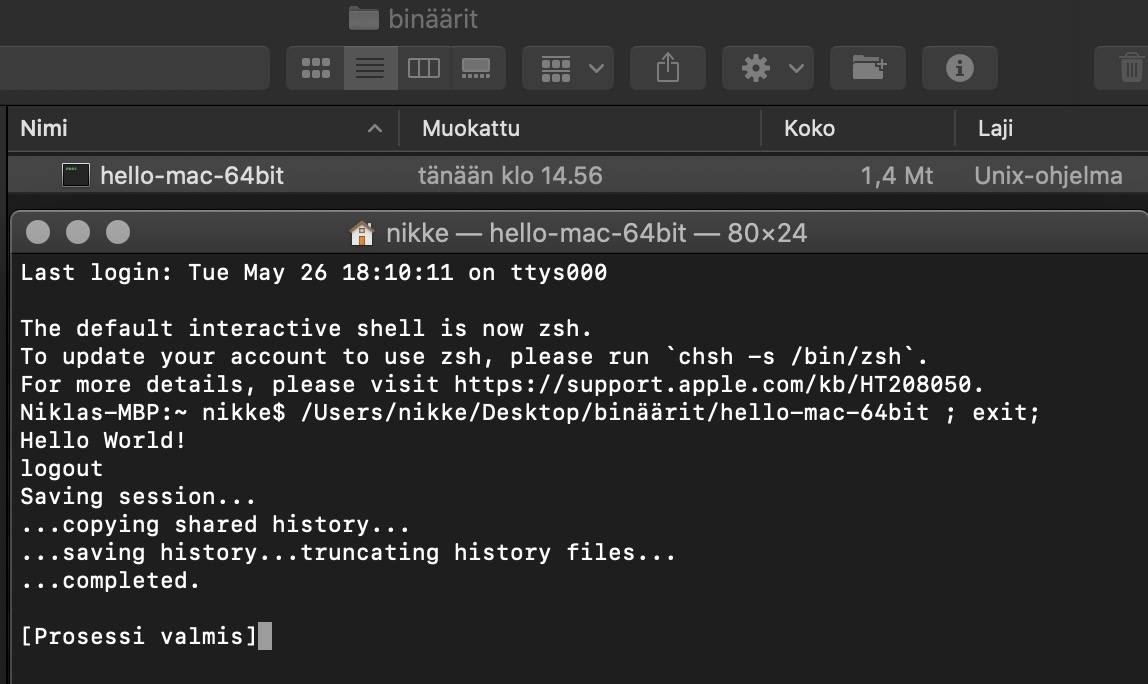 binäärit
Nimi Muokattu Koko Laji
hello-mac-64bit tänään klo 14.56 1,4 Mt Unix-ohjelma
nikke — hello-mac-64bit — 80×24
Last login: Tue May 26 18:10:11 on ttys000
The default interactive shell is now zsh.
To update your account to use zsh, please run `chsh -s /bin/zsh`.
For more details, please visit https://support.apple.com/kb/HT208050.
Niklas-MBP:~ nikke$ /Users/nikke/Desktop/binäärit/hello-mac-64bit ; exit;
Hello World!
logout
Saving session...
...copying shared history...
...saving history...truncating history files...
...completed.
[Prosessi valmis]